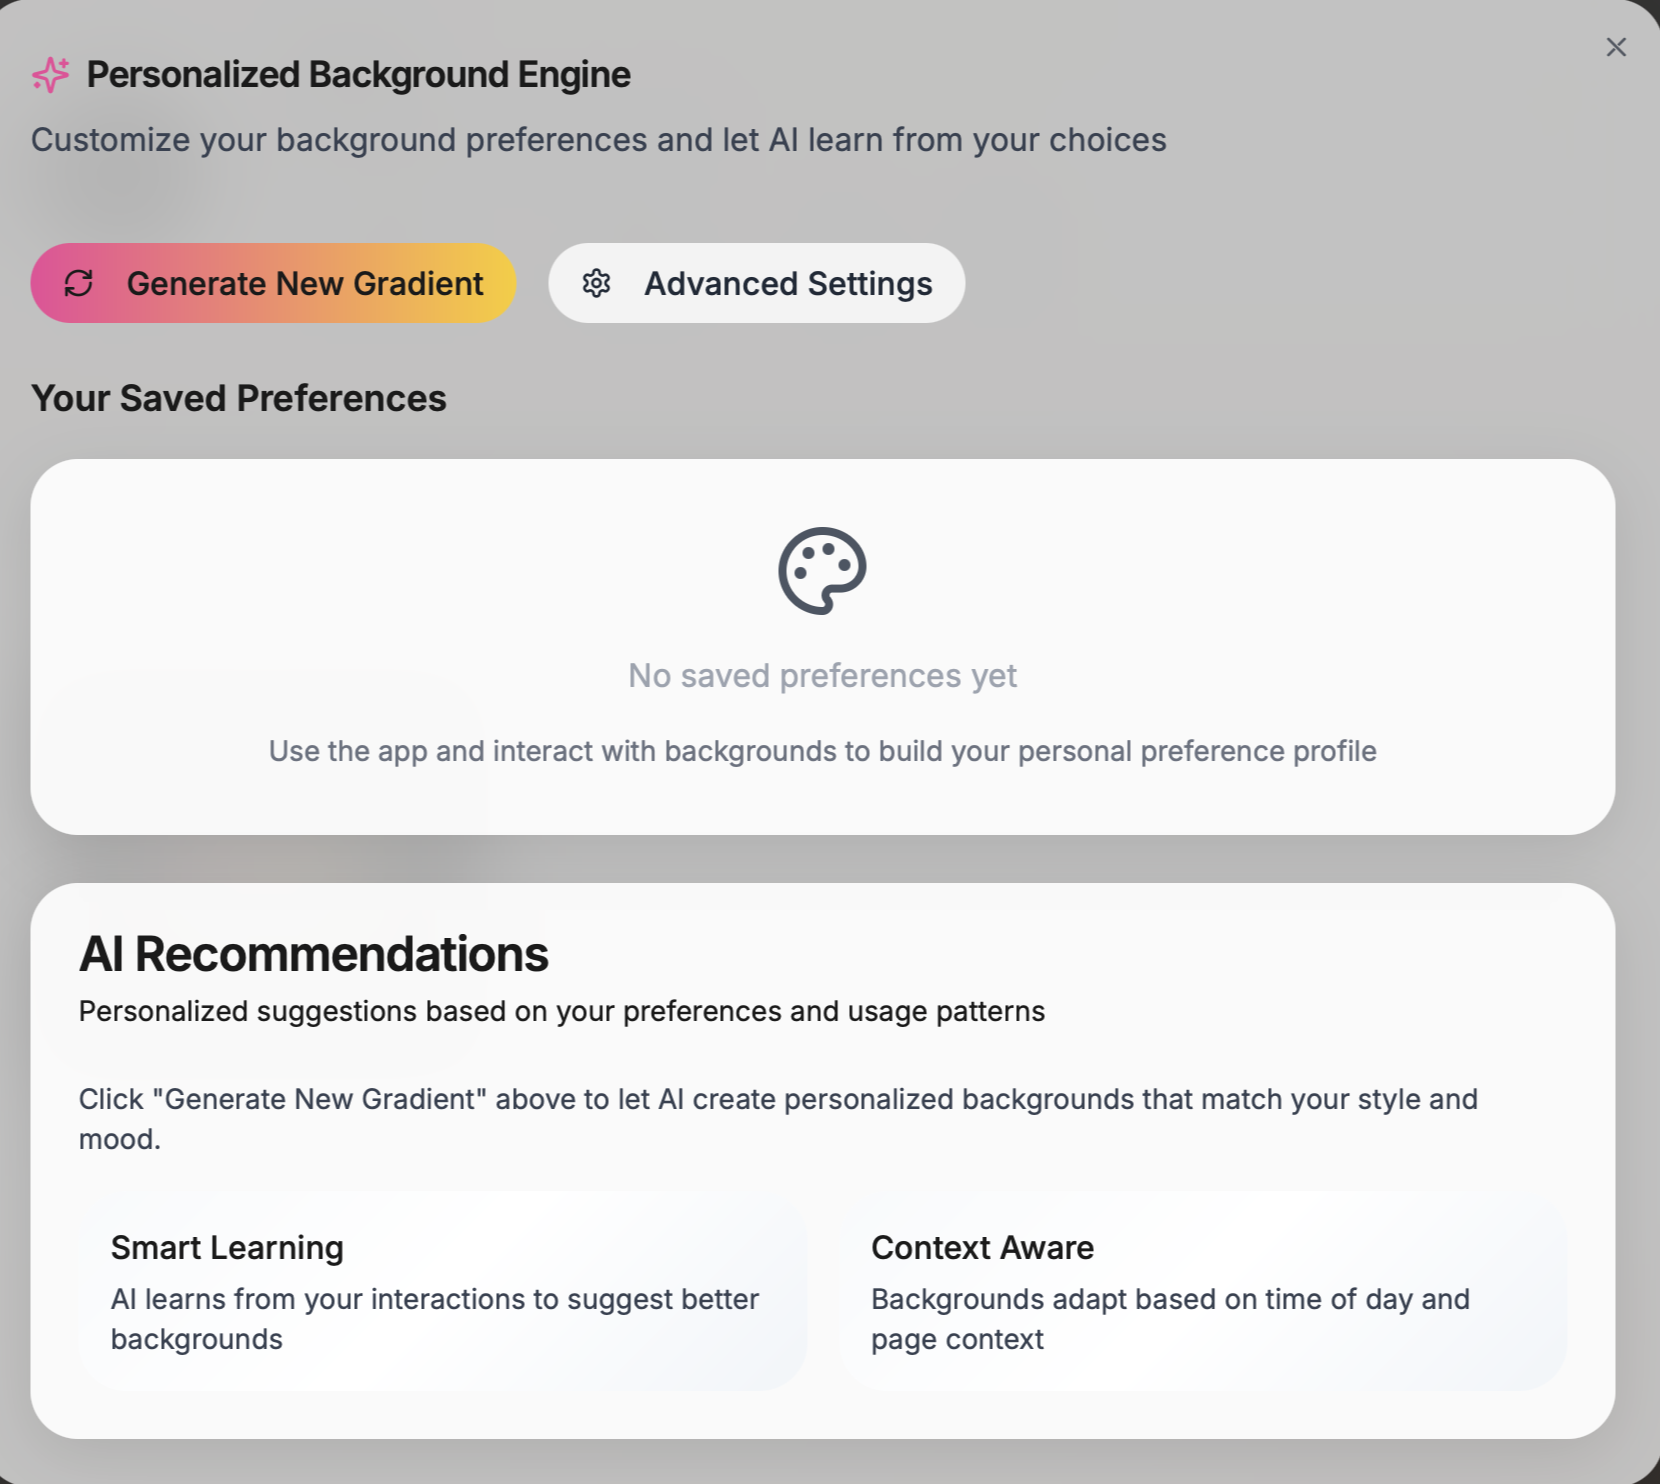 Personalized Background Engine
Customize your background preferences and let AI learn from your choices
Generate New Gradient
Advanced Settings
Your Saved Preferences
No saved preferences yet
Use the app and interact with backgrounds to build your personal preference profile
AI Recommendations
Personalized suggestions based on your preferences and usage patterns
Click "Generate New Gradient" above to let AI create personalized backgrounds that match your style and
mood.
Smart Learning
AI learns from your interactions to suggest better
backgrounds
Context Aware
Backgrounds adapt based on time of day and
page context